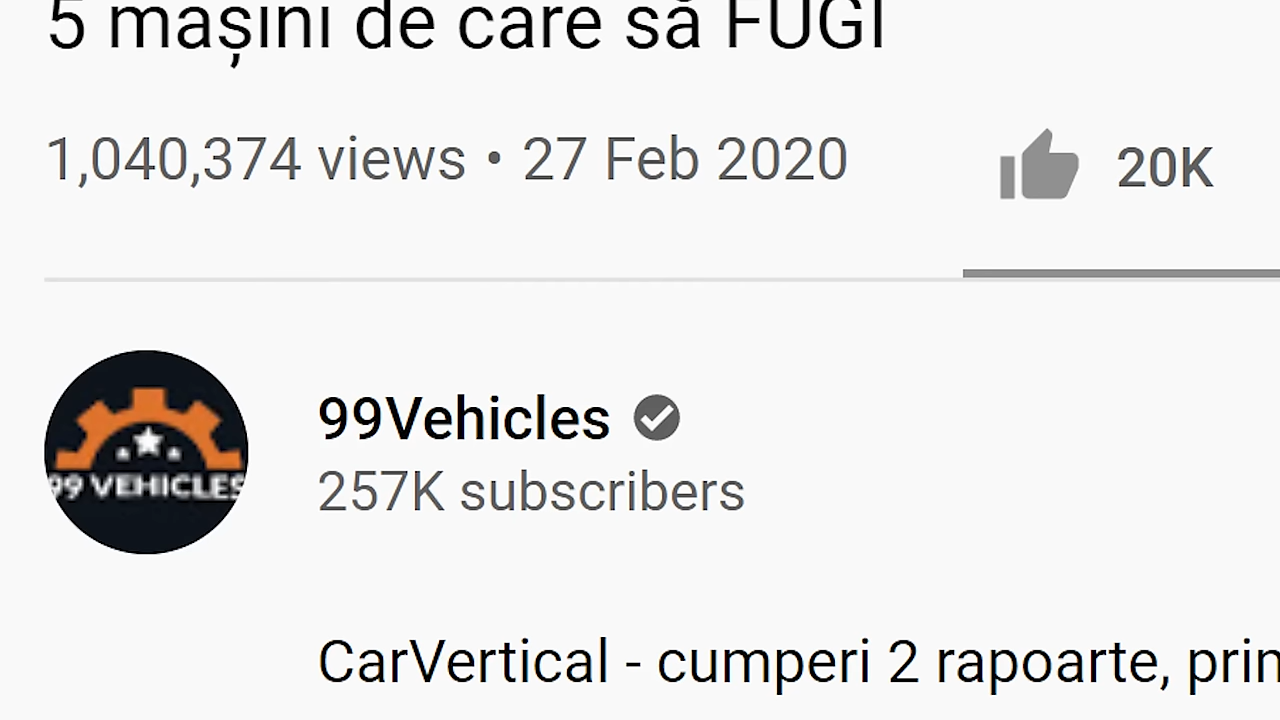 5 mașini de care să FUGI
1,040,374 views • 27 Feb 2020
20K
99 VEHICLES
99Vehicles
257K subscribers
CarVertical - cumperi 2 rapoarte,